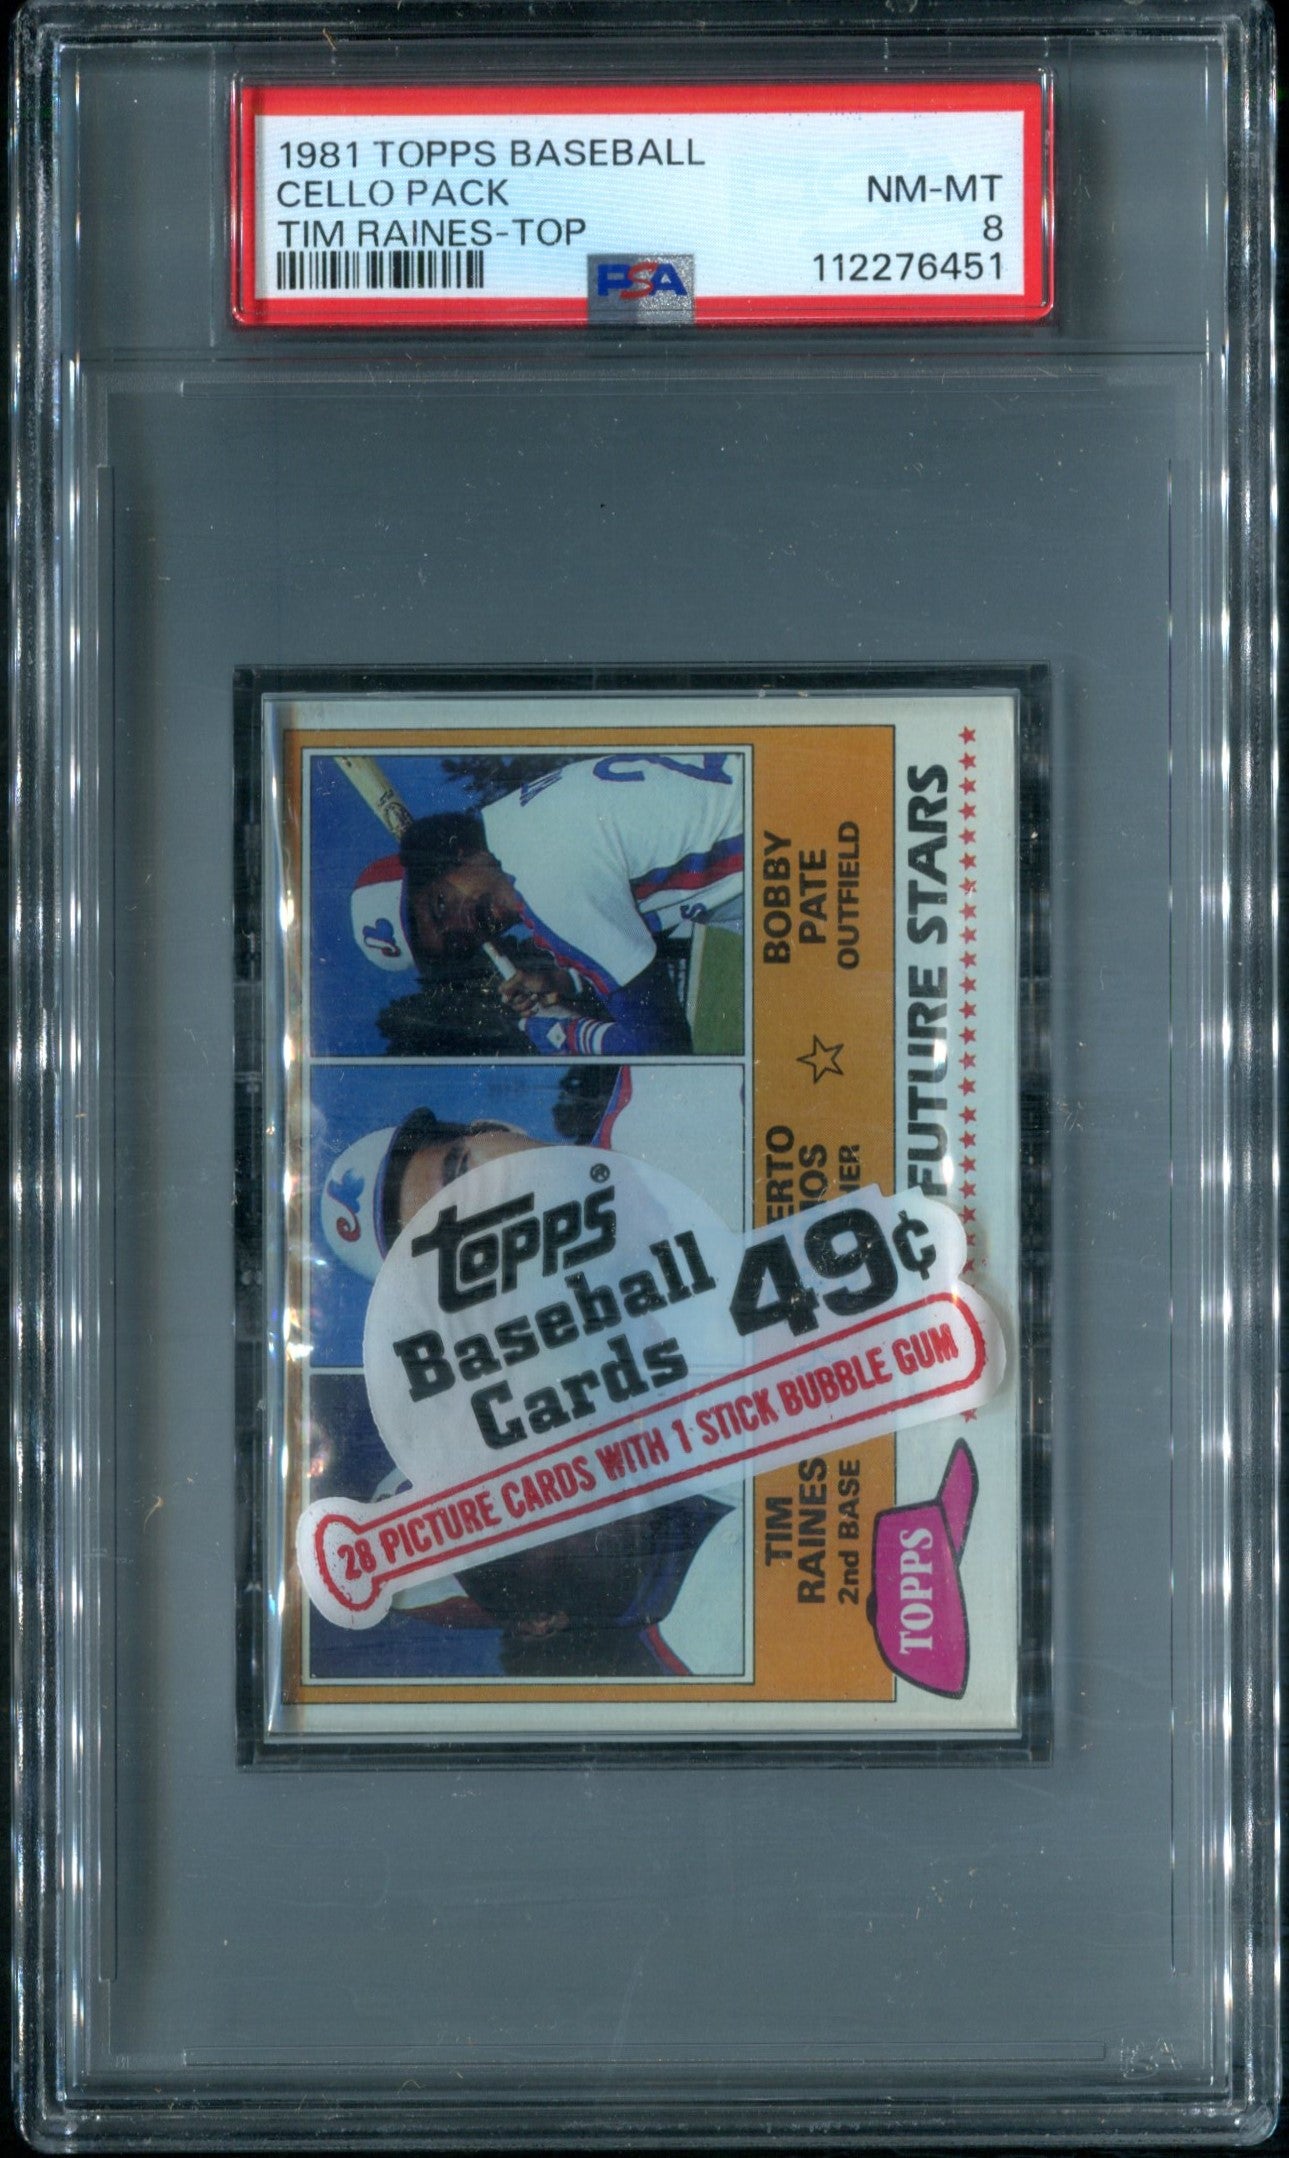 1981 TOPPS BASEBALL
CELLO PACK
NM-MT
TIM RAINES-TOP
8
PSA
112276451
BOBBY
PATE
OUTFIELD
FUTURE STARS
TIM
RAINES
2nd BASE
TOPPS
Topps®
Baseball
Cards
49¢
28 PICTURE CARDS WITH 1 STICK BUBBLE GUM
PSA